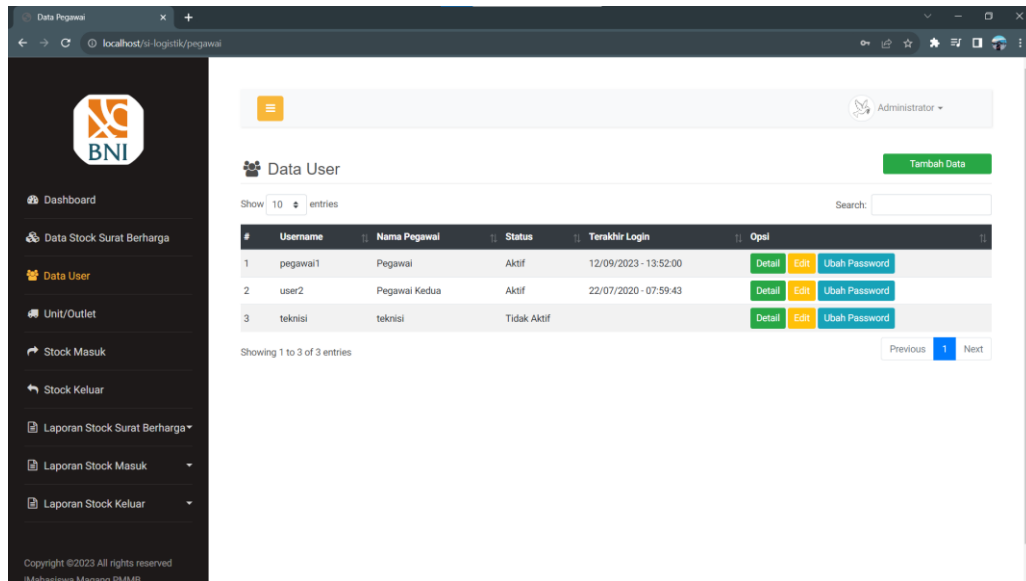 Data Pegawai
localhost/si-logistik/pegawai
BNI
Administrator
Data User
Tambah Data
Dashboard
Data Stock Surat Berharga
Data User
Unit/Outlet
Stock Masuk
Stock Keluar
Laporan Stock Surat Berharga
Laporan Stock Masuk
Laporan Stock Keluar
Copyright ©2023 All rights reserved
|Mahasiswa Magang PMMB
Show 10 entries
Search:
# Username Nama Pegawai Status Terakhir Login Opsi
1 pegawai1 Pegawai Aktif 12/09/2023 - 13:52:00 Detail Edit Ubah Password
2 user2 Pegawai Kedua Aktif 22/07/2020 - 07:59:43 Detail Edit Ubah Password
3 teknisi teknisi Tidak Aktif Detail Edit Ubah Password
Showing 1 to 3 of 3 entries
Previous 1 Next